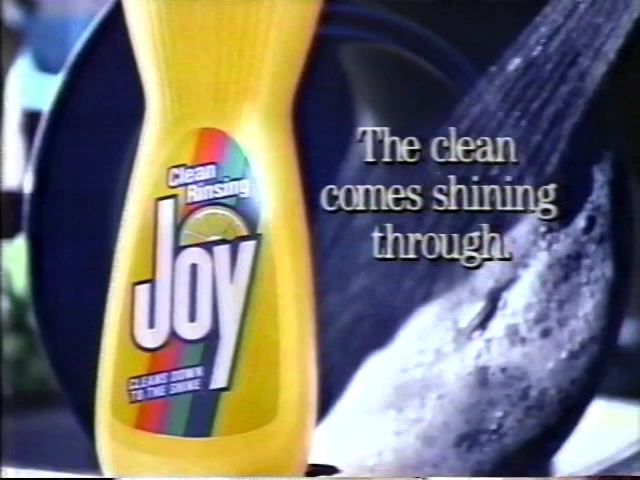 Clean
Rinsing
Joy
CLEANS DOWN
TO THE SHINE
The clean
comes shining
through.